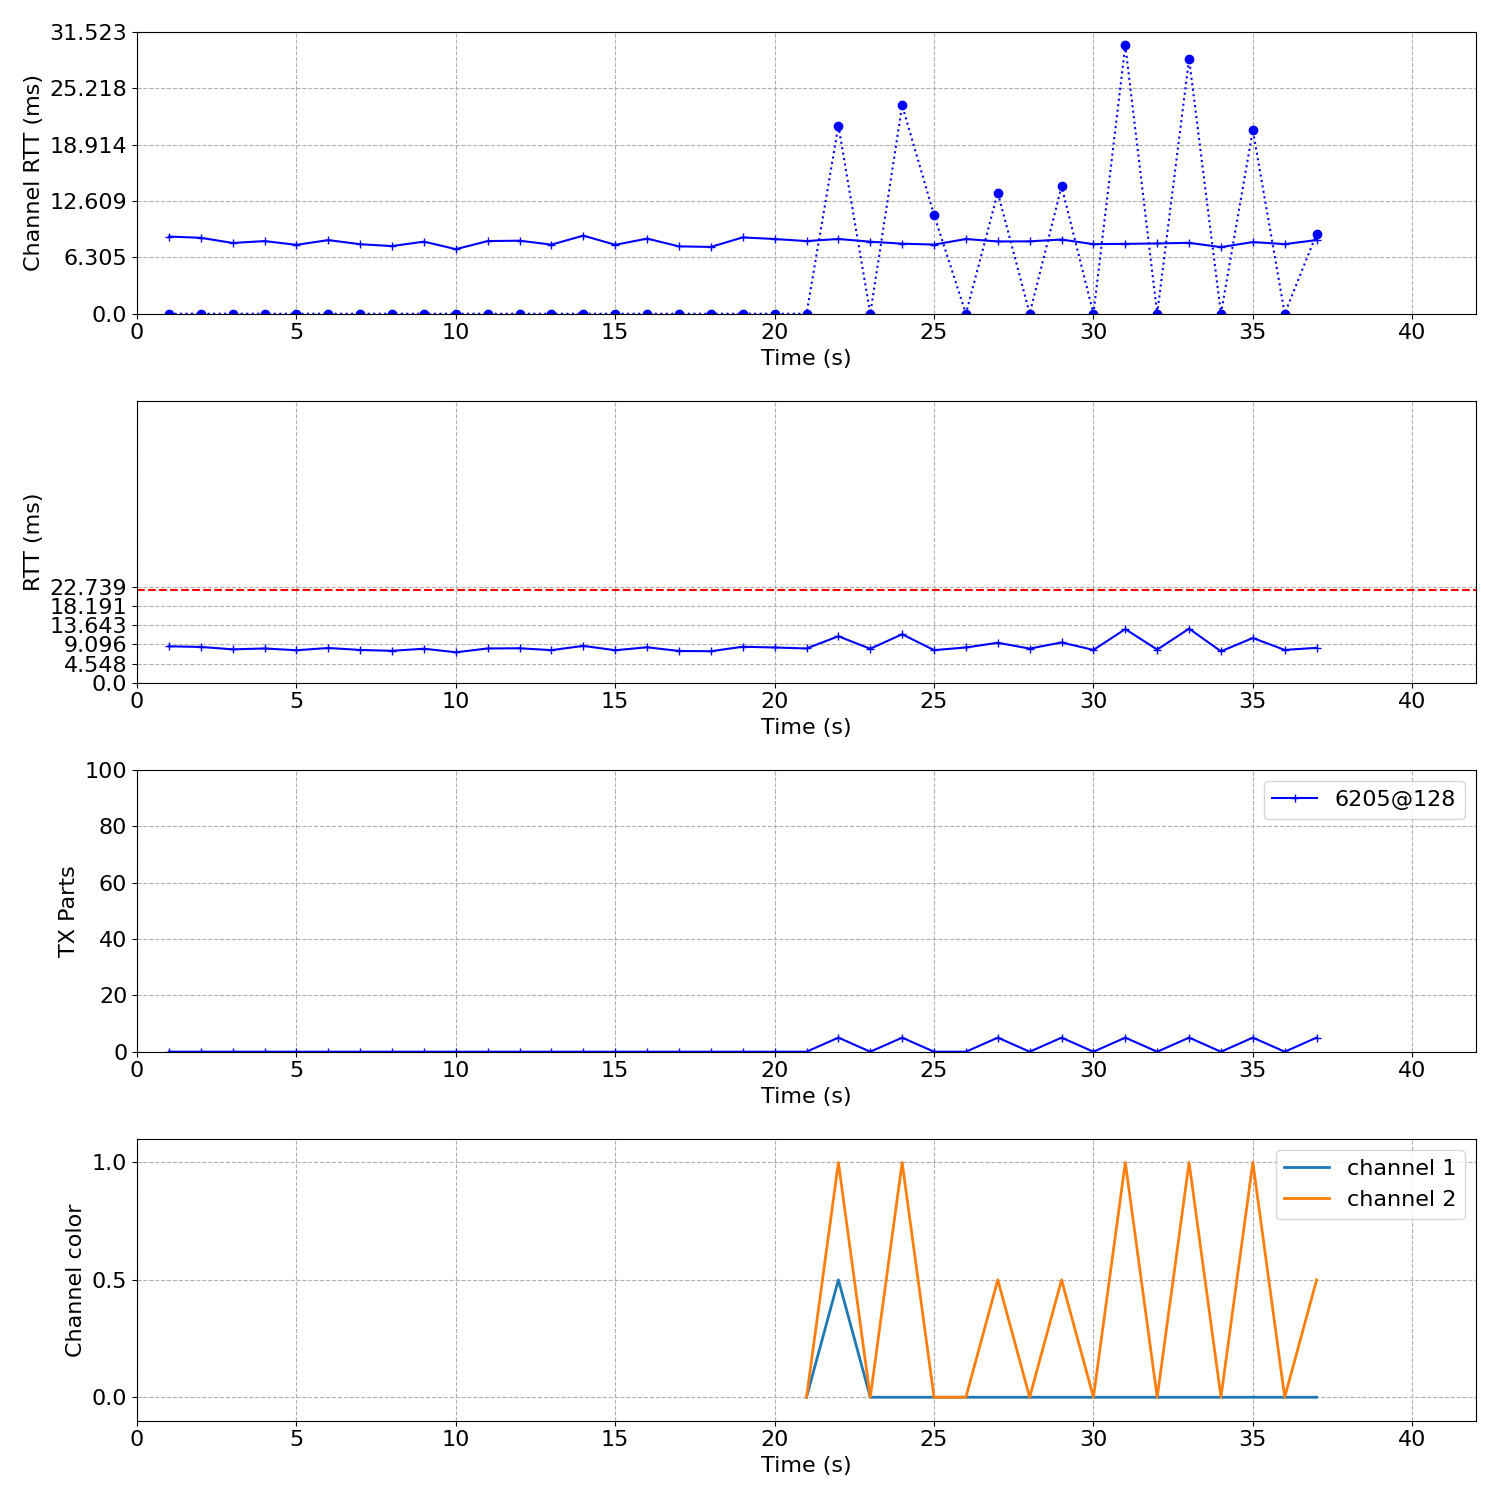 31.523
25.218
18.914
12.609
6.305
0.0
Channel RTT (ms)
0 5 10 15 20 25 30 35 40
Time (s)
22.739
18.191
13.643
9.096
4.548
0.0
RTT (ms)
0 5 10 15 20 25 30 35 40
Time (s)
100
80
60
40
20
0
TX Parts
6205@128
0 5 10 15 20 25 30 35 40
Time (s)
1.0
0.5
0.0
Channel color
channel 1
channel 2
0 5 10 15 20 25 30 35 40
Time (s)